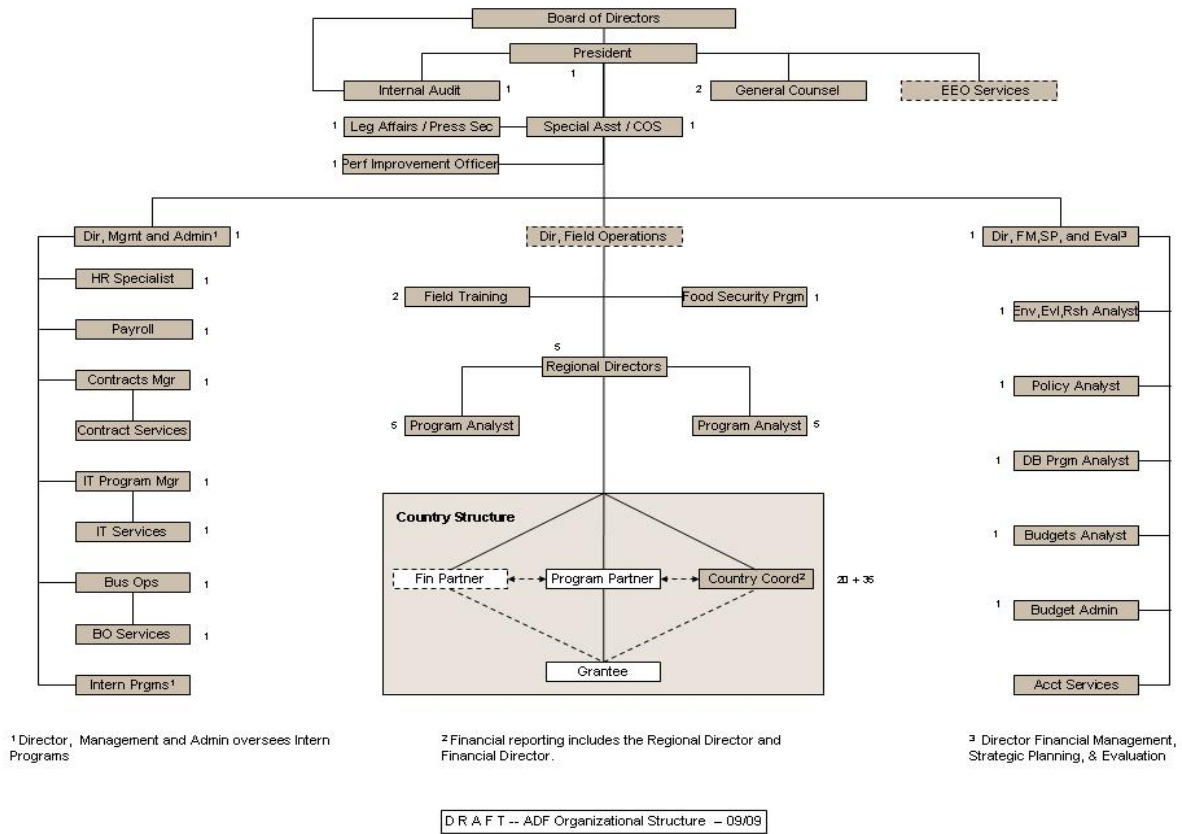 Board of Directors
President
1
Internal Audit 1
2 General Counsel
EEO Services
1 Leg Affairs / Press Sec
Special Asst / COS 1
1 Perf Improvement Officer
Dir, Mgmt and Admin¹ 1
Dir, Field Operations
1 Dir, FM,SP, and Eval³
HR Specialist 1
2 Field Training
Food Security Prgm 1
1 Env,Evl,Rsh Analyst
Payroll 1
5
Regional Directors
Contracts Mgr 1
1 Policy Analyst
Contract Services
5 Program Analyst
Program Analyst 5
1 DB Prgm Analyst
IT Program Mgr 1
Country Structure
IT Services 1
1 Budgets Analyst
Bus Ops 1
Fin Partner
Program Partner
Country Coord²
20 + 35
1 Budget Admin
BO Services 1
Grantee
Intern Prgms¹
Acct Services
¹ Director, Management and Admin oversees Intern
Programs
² Financial reporting includes the Regional Director and
Financial Director.
³ Director Financial Management,
Strategic Planning, & Evaluation
D R A F T -- ADF Organizational Structure – 09/09